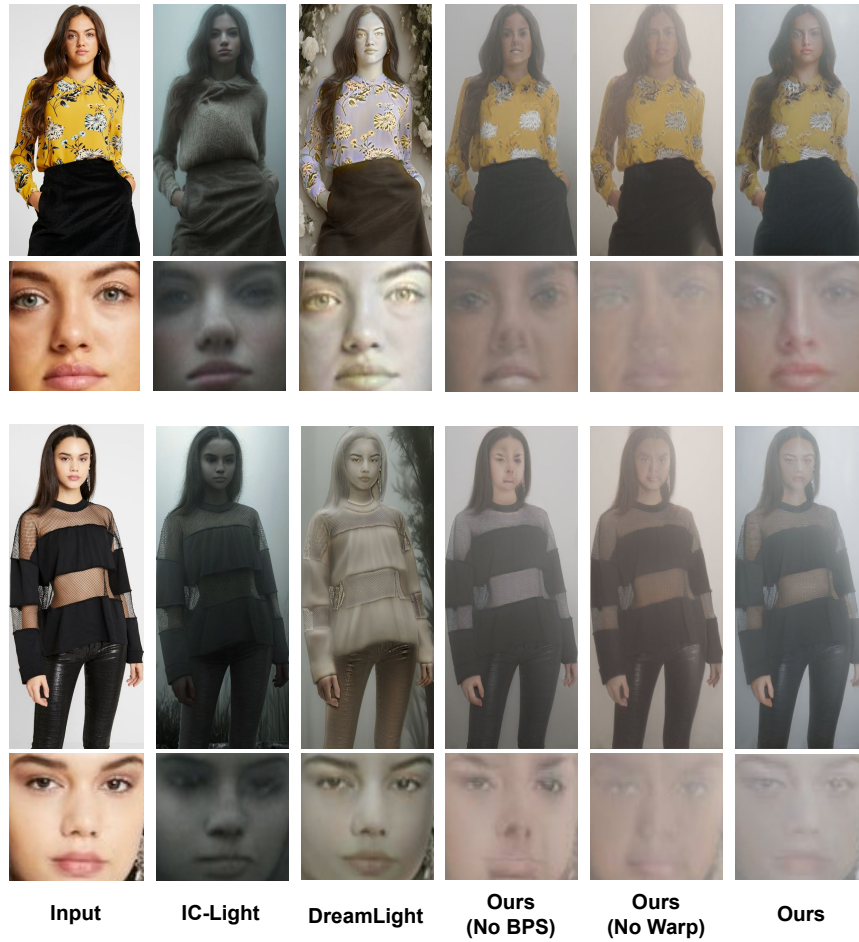 Input
IC-Light
DreamLight
Ours
(No BPS)
Ours
(No Warp)
Ours